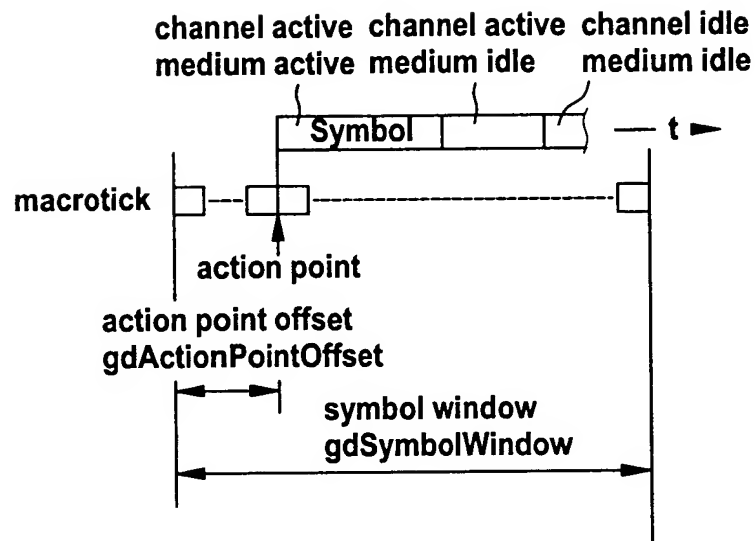 channel active channel active channel idle
medium active medium idle medium idle
Symbol
t
macrotick
action point
action point offset
gdActionPointOffset
symbol window
gdSymbolWindow